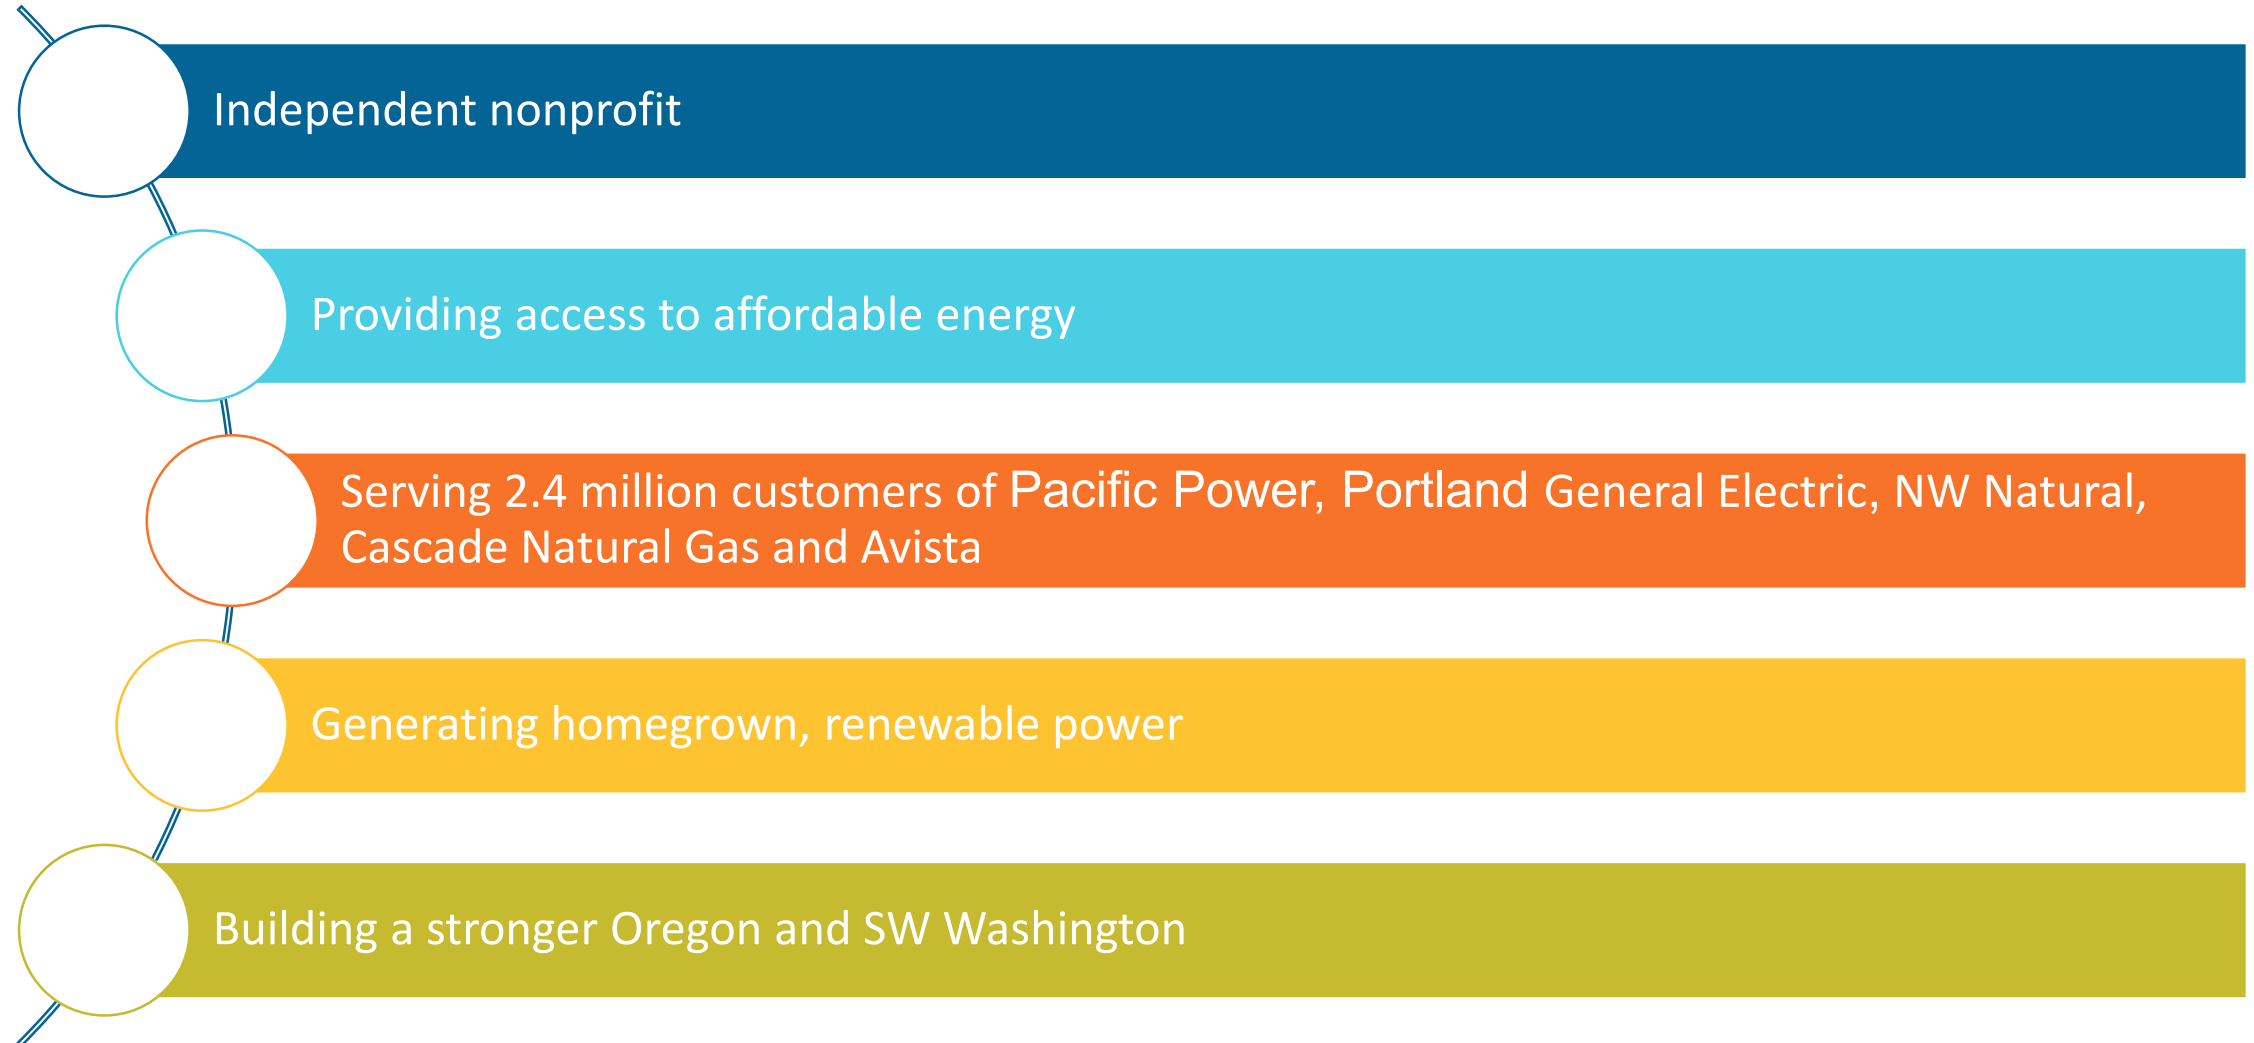 Independent nonprofit
Providing access to affordable energy
Serving 2.4 million customers of Pacific Power, Portland General Electric, NW Natural,
Cascade Natural Gas and Avista
Generating homegrown, renewable power
Building a stronger Oregon and SW Washington